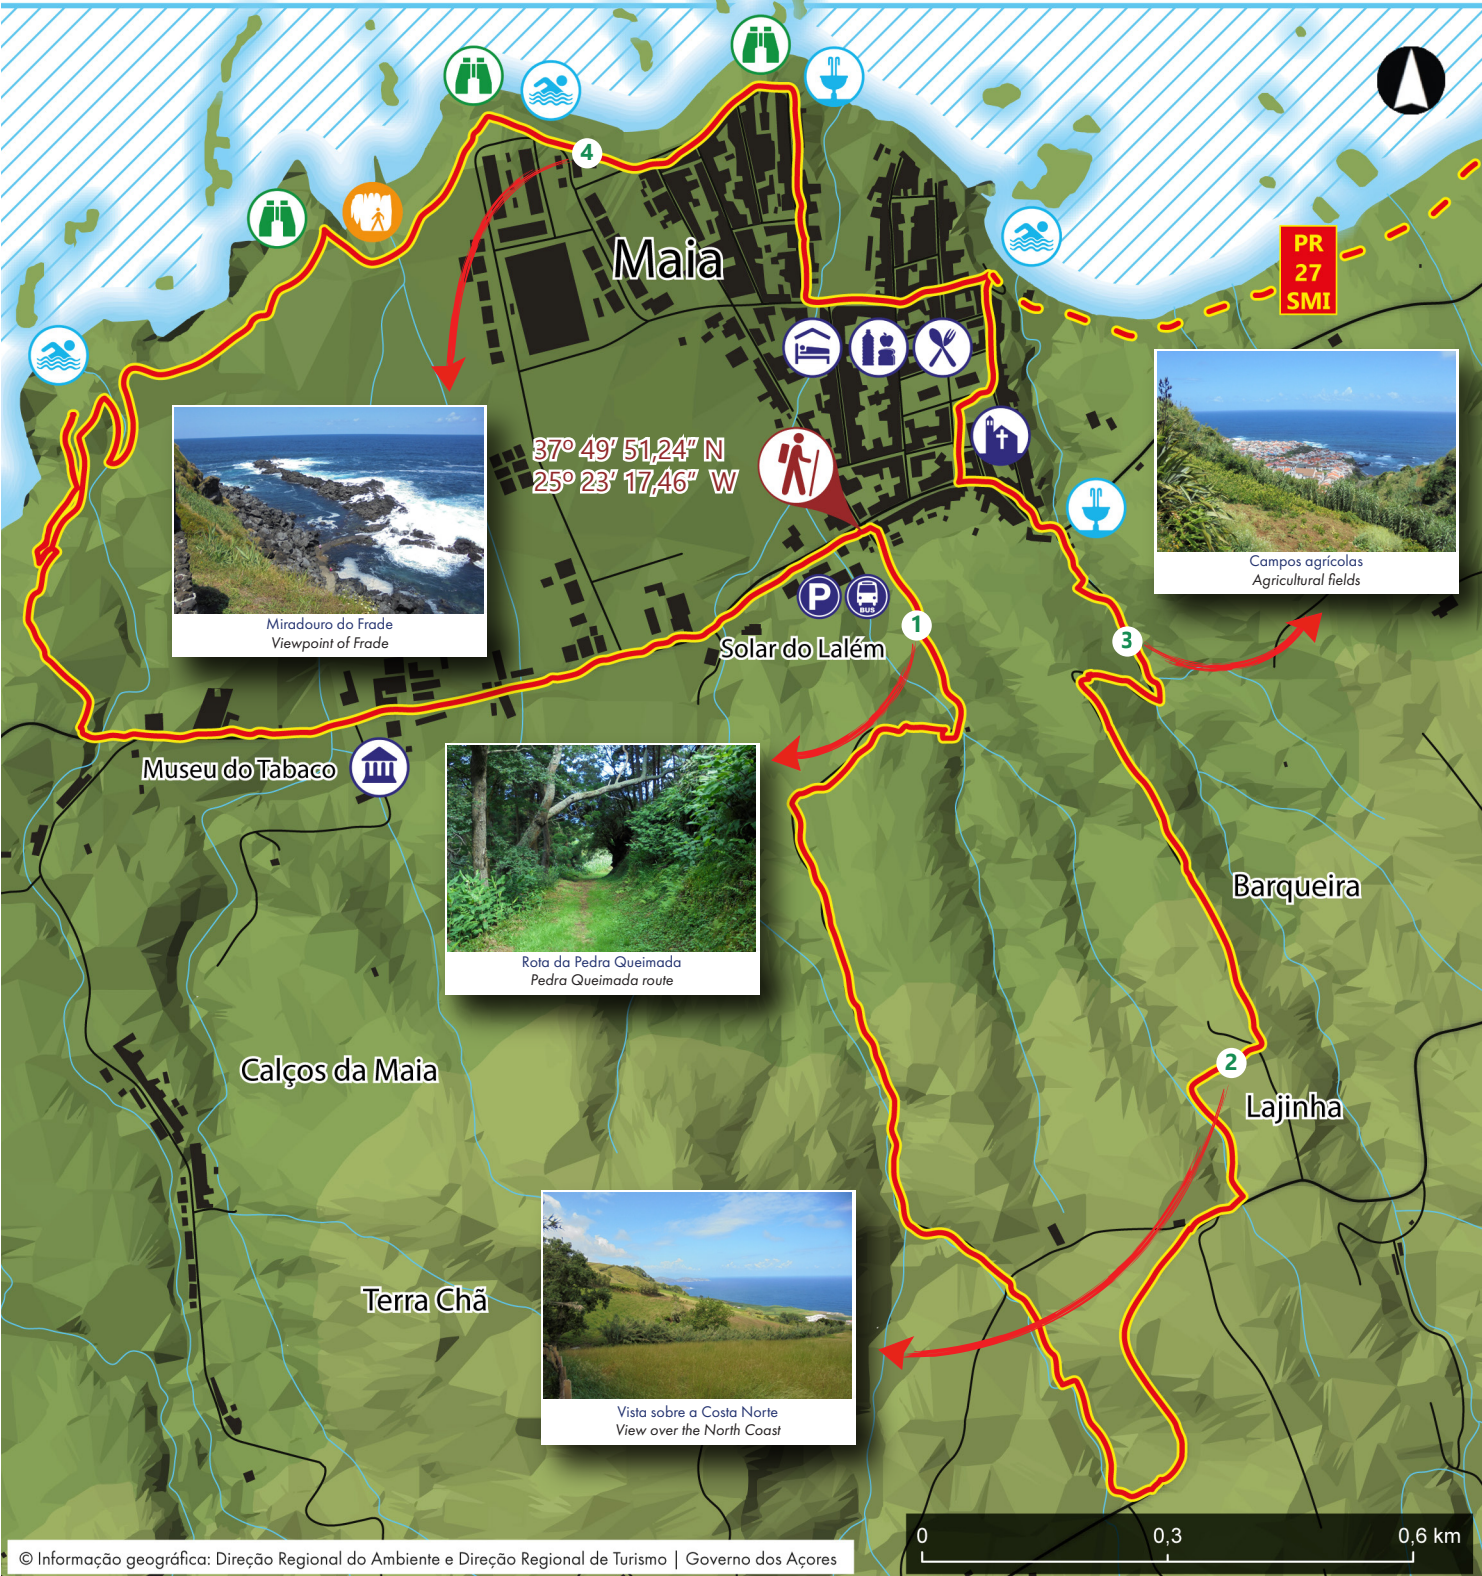 4
Maia
PR
27
SMI
37º 49’ 51,24” N
25º 23’ 17,46” W
Campos agrícolas
Agricultural fields
Miradouro do Frade
Viewpoint of Frade
P
BUS
1
3
Solar do Lalém
Museu do Tabaco
Barqueira
Rota da Pedra Queimada
Pedra Queimada route
2
Calços da Maia
Lajinha
Terra Chã
Vista sobre a Costa Norte
View over the North Coast
0 0,3 0,6 km
© Informação geográfica: Direção Regional do Ambiente e Direção Regional de Turismo | Governo dos Açores